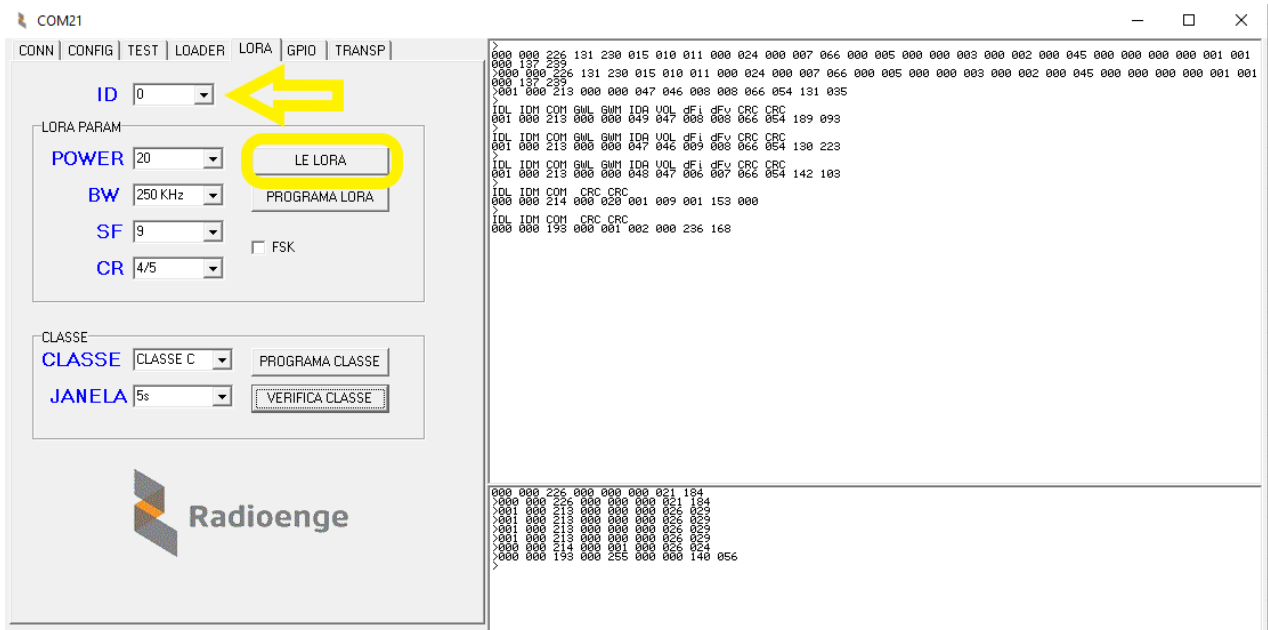 COM21
CONN CONFIG TEST LOADER LORA GPIO TRANSP
ID 0
LORA PARAM
POWER 20 LE LORA
BW 250 KHz PROGRAMA LORA
SF 9
FSK
CR 4/5
CLASSE
CLASSE CLASSE C PROGRAMA CLASSE
JANELA 5s VERIFICA CLASSE
Radioenge
>
000 000 226 131 230 015 010 011 000 024 000 007 066 000 005 000 000 003 000 002 000 045 000 000 000 000 001 001
000 137 239
>000 000 226 131 230 015 010 011 000 024 000 007 066 000 005 000 000 003 000 002 000 045 000 000 000 000 001 001
000 137 239
>001 000 213 000 000 047 046 008 008 066 054 131 035
>
IDL IDM COM GWL GWM IDA VOL dFi dFv CRC CRC
001 000 213 000 000 049 047 008 008 066 054 189 093
>
IDL IDM COM GWL GWM IDA VOL dFi dFv CRC CRC
001 000 213 000 000 047 046 009 008 066 054 130 223
>
IDL IDM COM GWL GWM IDA VOL dFi dFv CRC CRC
001 000 213 000 000 048 047 006 007 066 054 142 103
>
IDL IDM COM CRC CRC
000 000 214 000 020 001 009 001 153 000
>
IDL IDM COM CRC CRC
000 000 193 000 001 002 000 236 168
000 000 226 000 000 000 021 184
>000 000 226 000 000 000 021 184
>001 000 213 000 000 000 026 029
>001 000 213 000 000 000 026 029
>001 000 213 000 000 000 026 029
>001 000 213 000 000 000 026 029
>000 000 214 000 001 000 026 024
>000 000 193 000 255 000 000 140 056
>